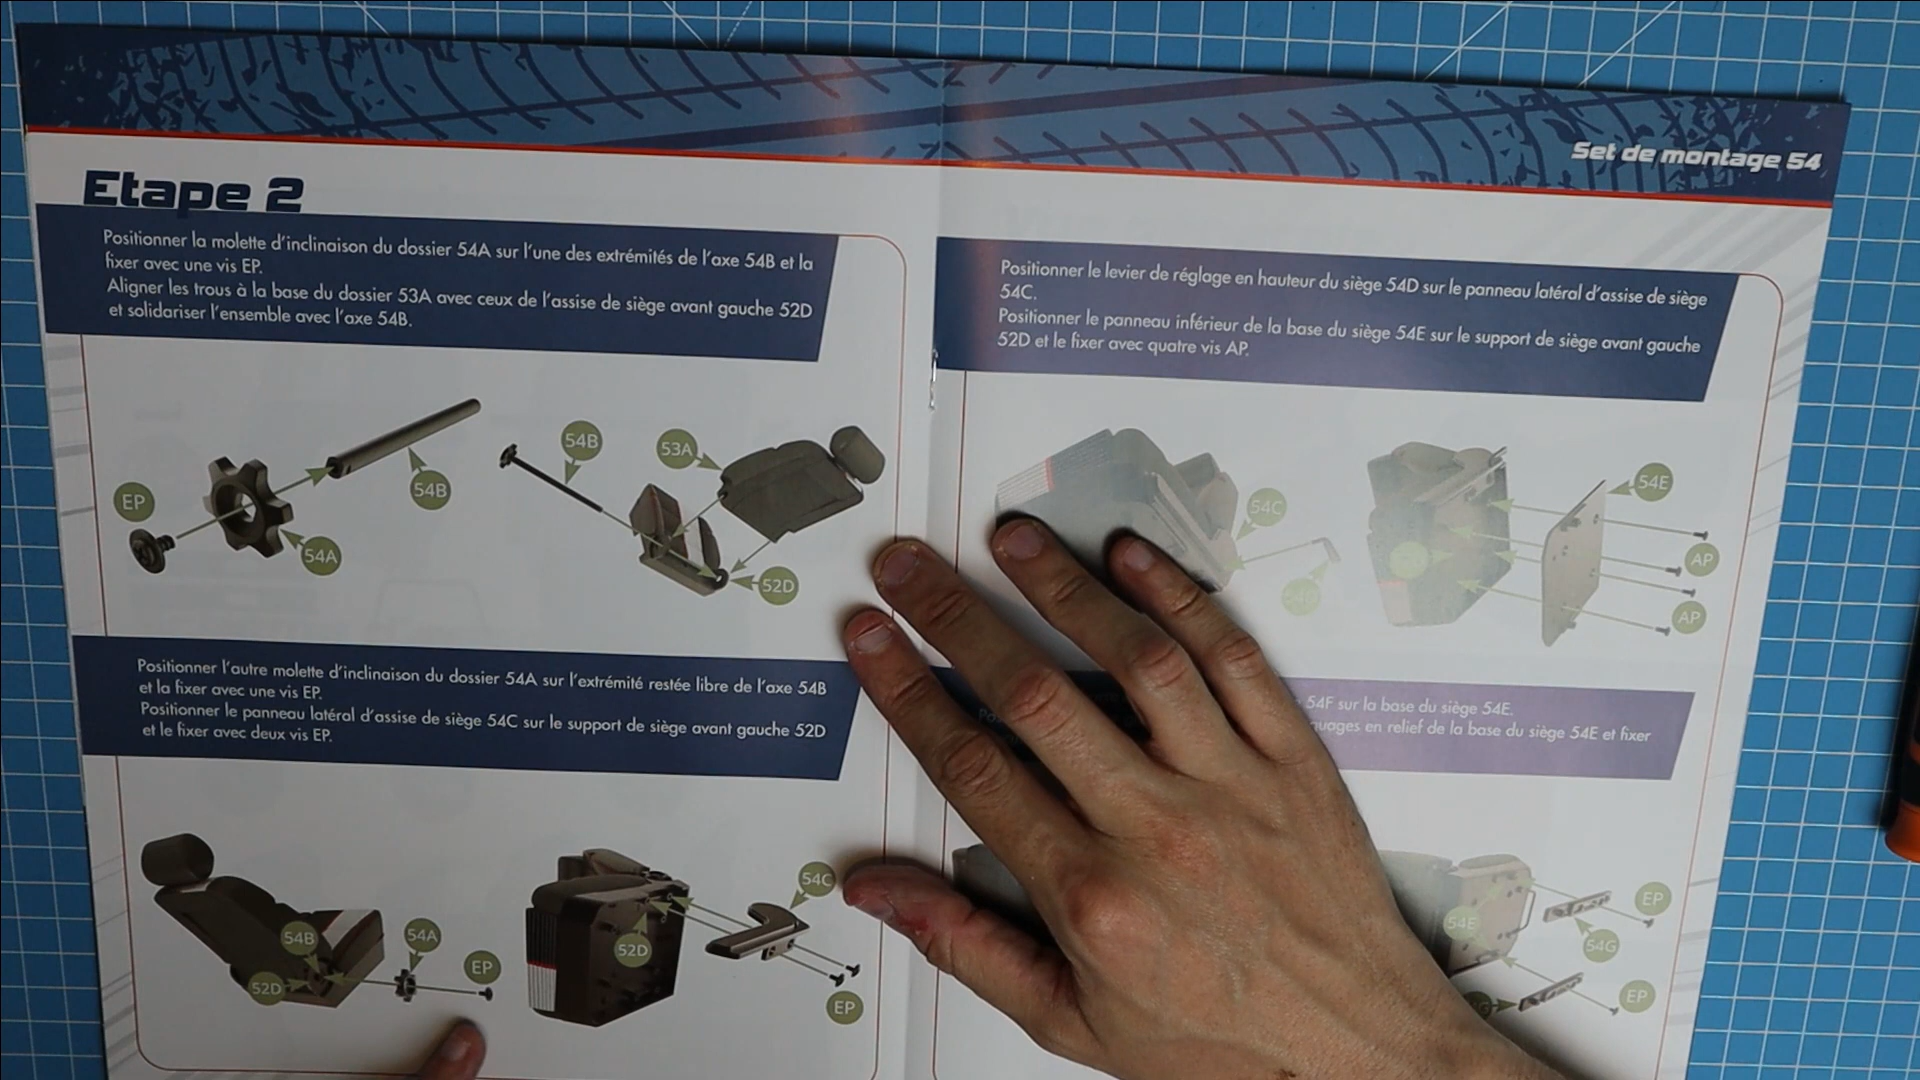 Set de montage 54
Etape 2
Positionner la molette d'inclinaison du dossier 54A sur l'une des extrémités de l'axe 54B et la
fixer avec une vis EP.
Aligner les trous à la base du dossier 53A avec ceux de l'assise de siège avant gauche 52D
et solidariser l'ensemble avec l'axe 54B.
EP
54A
54B
54B
53A
52D
Positionner l'autre molette d'inclinaison du dossier 54A sur l'extrémité restée libre de l'axe 54B
et la fixer avec une vis EP.
Positionner le panneau latéral d'assise de siège 54C sur le support de siège avant gauche 52D
et le fixer avec deux vis EP.
54B
54A
EP
52D
52D
54C
EP
Positionner le levier de réglage en hauteur du siège 54D sur le panneau latéral d'assise de siège
54C.
Positionner le panneau inférieur de la base du siège 54E sur le support de siège avant gauche
52D et le fixer avec quatre vis AP.
54C
54E
AP
AP
54F sur la base du siège 54E.
de la base du siège 54E et fixer
54E
EP
54G
EP